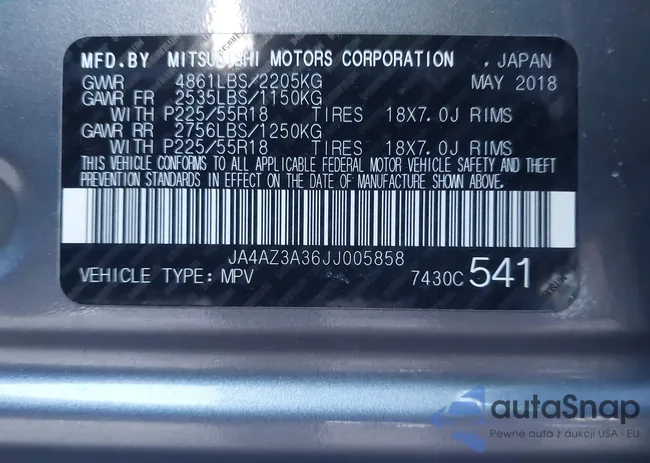 MFD.BY MITSUBISHI MOTORS CORPORATION , JAPAN
GVWR 4861LBS/2205KG MAY 2018
GAWR FR 2535LBS/1150KG
WITH P225/55R18 TIRES 18X7.0J RIMS
GAWR RR 2756LBS/1250KG
WITH P225/55R18 TIRES 18X7.0J RIMS
THIS VEHICLE CONFORMS TO ALL APPLICABLE FEDERAL MOTOR VEHICLE SAFETY AND THEFT
PREVENTION STANDARDS IN EFFECT ON THE DATE OF MANUFACTURE SHOWN ABOVE.
JA4AZ3A36JJ005858
VEHICLE TYPE: MPV 7430C 541
autaSnap
Pewne auta z aukcji USA i EU